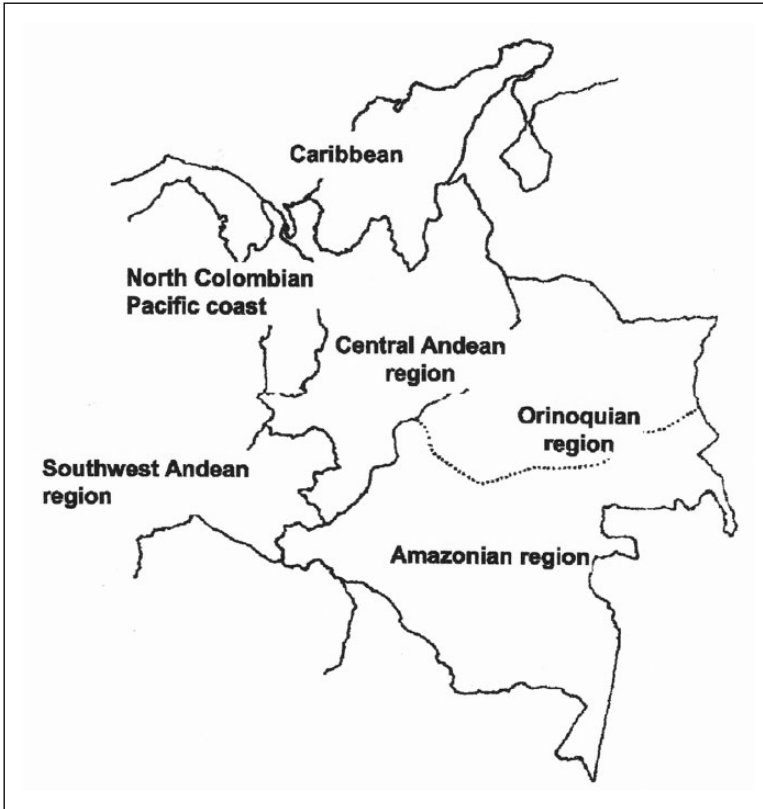 Caribbean
North Colombian
Pacific coast
Central Andean
region
Orinoquian
region
Southwest Andean
region
Amazonian region